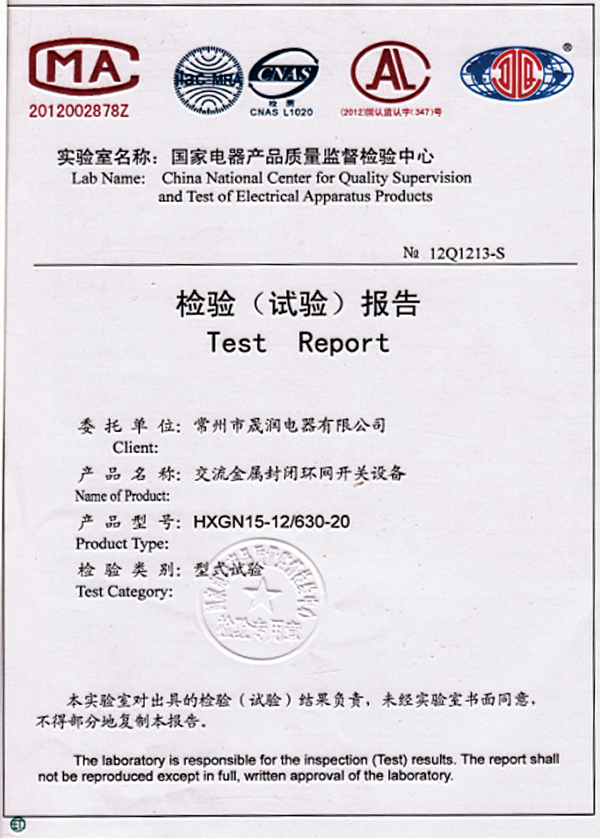 MA
2012002878Z
ilac-MRA
CNAS
检 测
CNAS L1020
AL
(2012)国认监认字(347)号
®
实验室名称：国家电器产品质量监督检验中心
Lab Name: China National Center for Quality Supervision
and Test of Electrical Apparatus Products
№ 12Q1213-S
检验（试验）报告
Test Report
委托单位：常州市晟润电器有限公司
Client:
产品名称：交流金属封闭环网开关设备
Name of Product:
产品型号：HXGN15-12/630-20
Product Type:
检验类别：型式试验
Test Category:
本实验室对出具的检验（试验）结果负责，未经实验室书面同意，
不得部分地复制本报告。
The laboratory is responsible for the inspection (Test) results. The report shall
not be reproduced except in full, written approval of the laboratory.